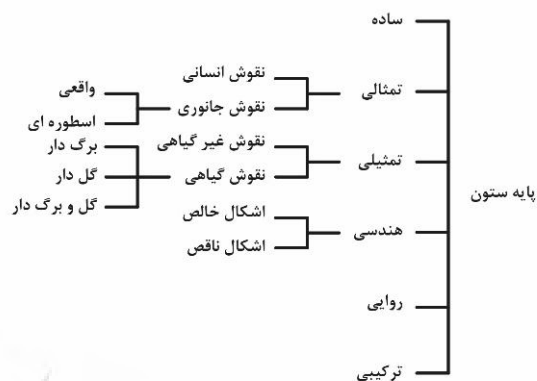 پایه ستون
ساده
تمثالی
نقوش انسانی
نقوش جانوری
واقعی
اسطوره ای
تمثیلی
نقوش غیر گیاهی
نقوش گیاهی
برگ دار
گل دار
گل و برگ دار
هندسی
اشکال خالص
اشکال ناقص
روایی
ترکیبی